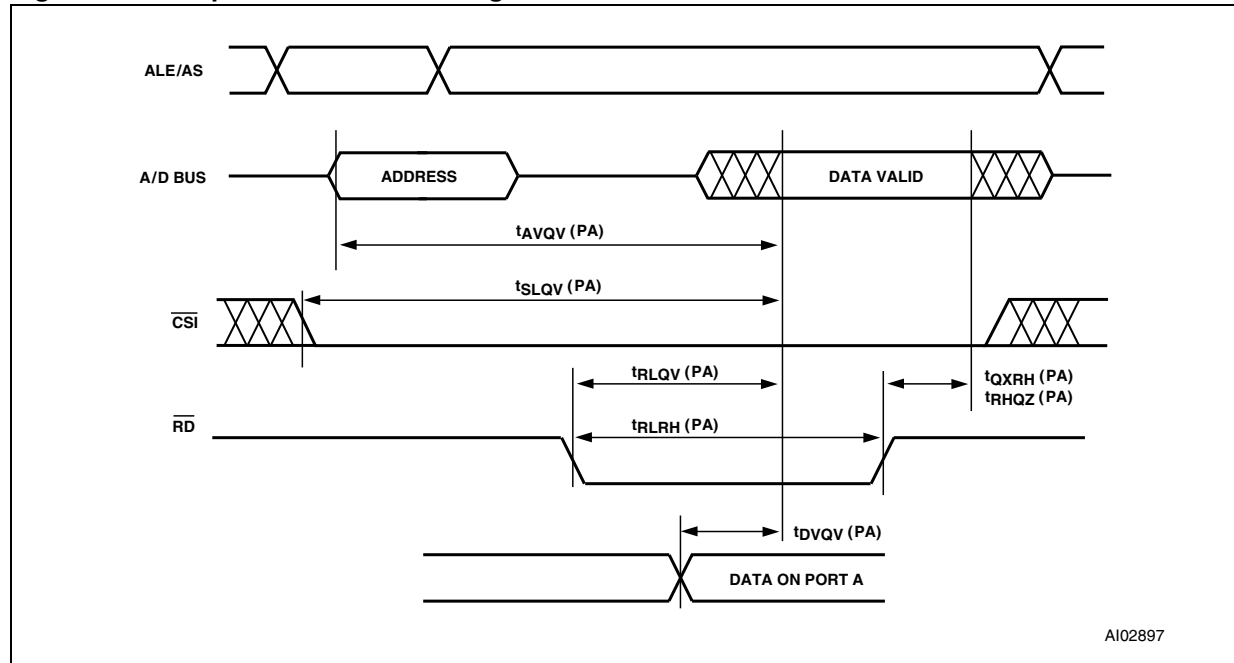 ALE/AS
A/D BUS
ADDRESS
DATA VALID
tAVQV (PA)
tSLQV (PA)
CSI
tRLQV (PA)
tQXRH (PA)
tRHQZ (PA)
RD
tRLRH (PA)
tDVQV (PA)
DATA ON PORT A
AI02897